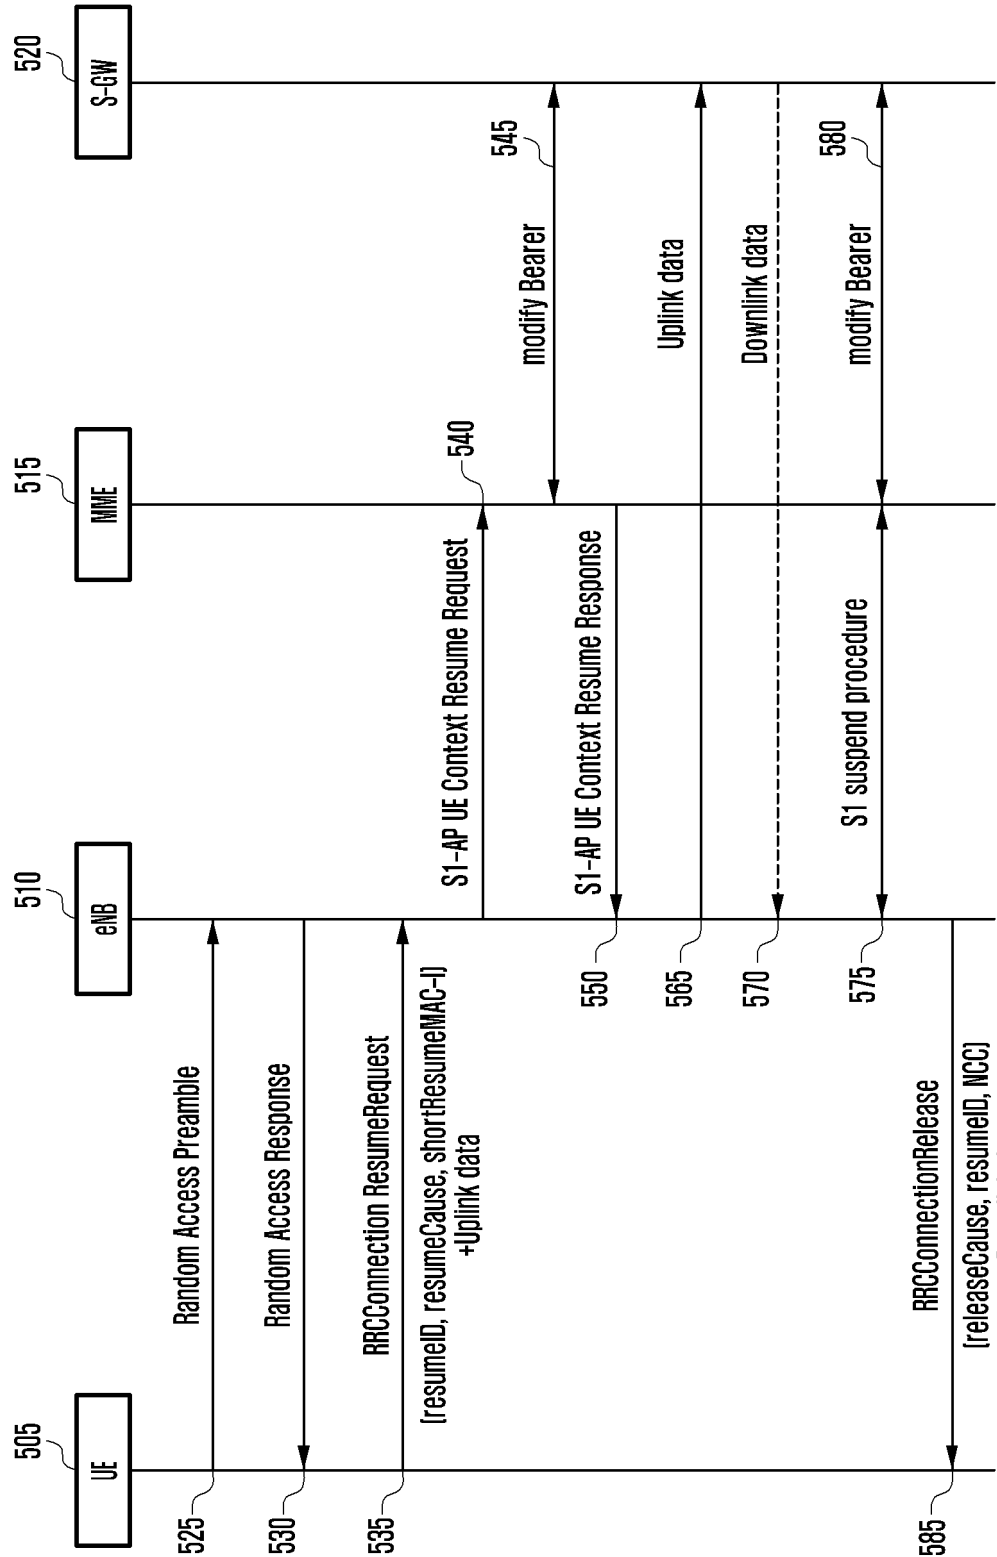 505
510
515
520
UE
eNB
MME
S-GW
525
Random Access Preamble
530
Random Access Response
535
RRCConnection ResumeRequest
(resumeID, resumeCause, shortResumeMAC-I)
+Uplink data
S1-AP UE Context Resume Request
540
modify Bearer
545
S1-AP UE Context Resume Response
550
565
Uplink data
570
Downlink data
575
S1 suspend procedure
modify Bearer
580
585
RRCConnectionRelease
(releaseCause, resumeID, NCC)